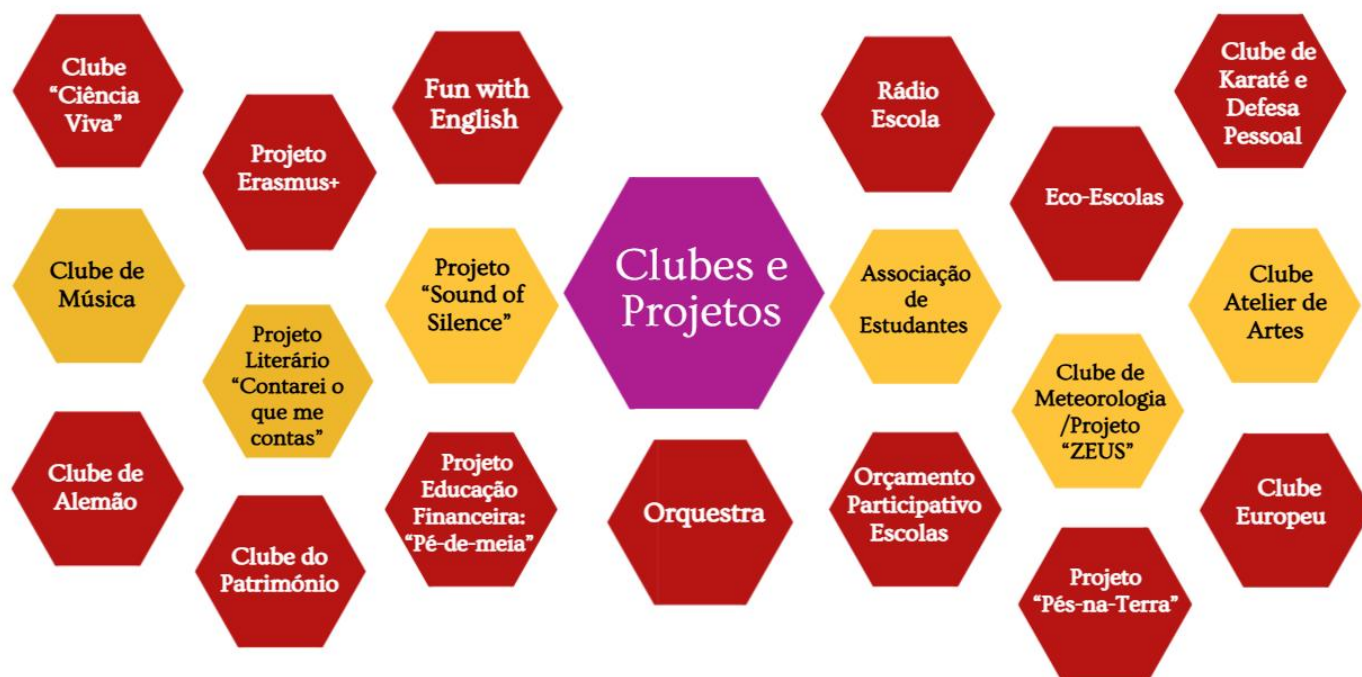 Clube
“Ciência
Viva”
Projeto
Erasmus+
Fun with
English
Rádio
Escola
Eco-Escolas
Clube de
Karaté e
Defesa
Pessoal
Clube de
Música
Projeto
Literário
“Contarei o
que me
contas”
Projeto
“Sound of
Silence”
Clubes e
Projetos
Associação
de
Estudantes
Clube de
Meteorologia
/Projeto
“ZEUS”
Clube
Atelier de
Artes
Clube de
Alemão
Clube do
Património
Projeto
Educação
Financeira:
“Pé-de-meia”
Orquestra
Orçamento
Participativo
Escolas
Projeto
“Pés-na-Terra”
Clube
Europeu